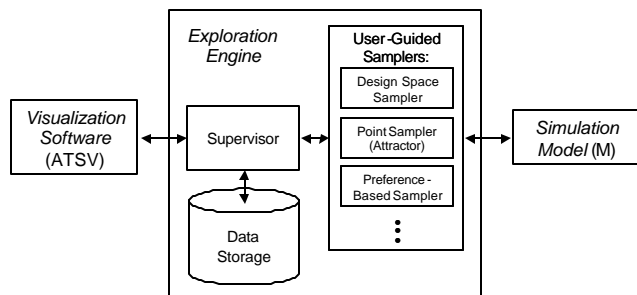 Exploration
Engine
User-Guided
Samplers:
Design Space
Sampler
Visualization
Software
(ATSV)
Supervisor
Point Sampler
(Attractor)
Simulation
Model (M)
Preference-
Based Sampler
Data
Storage